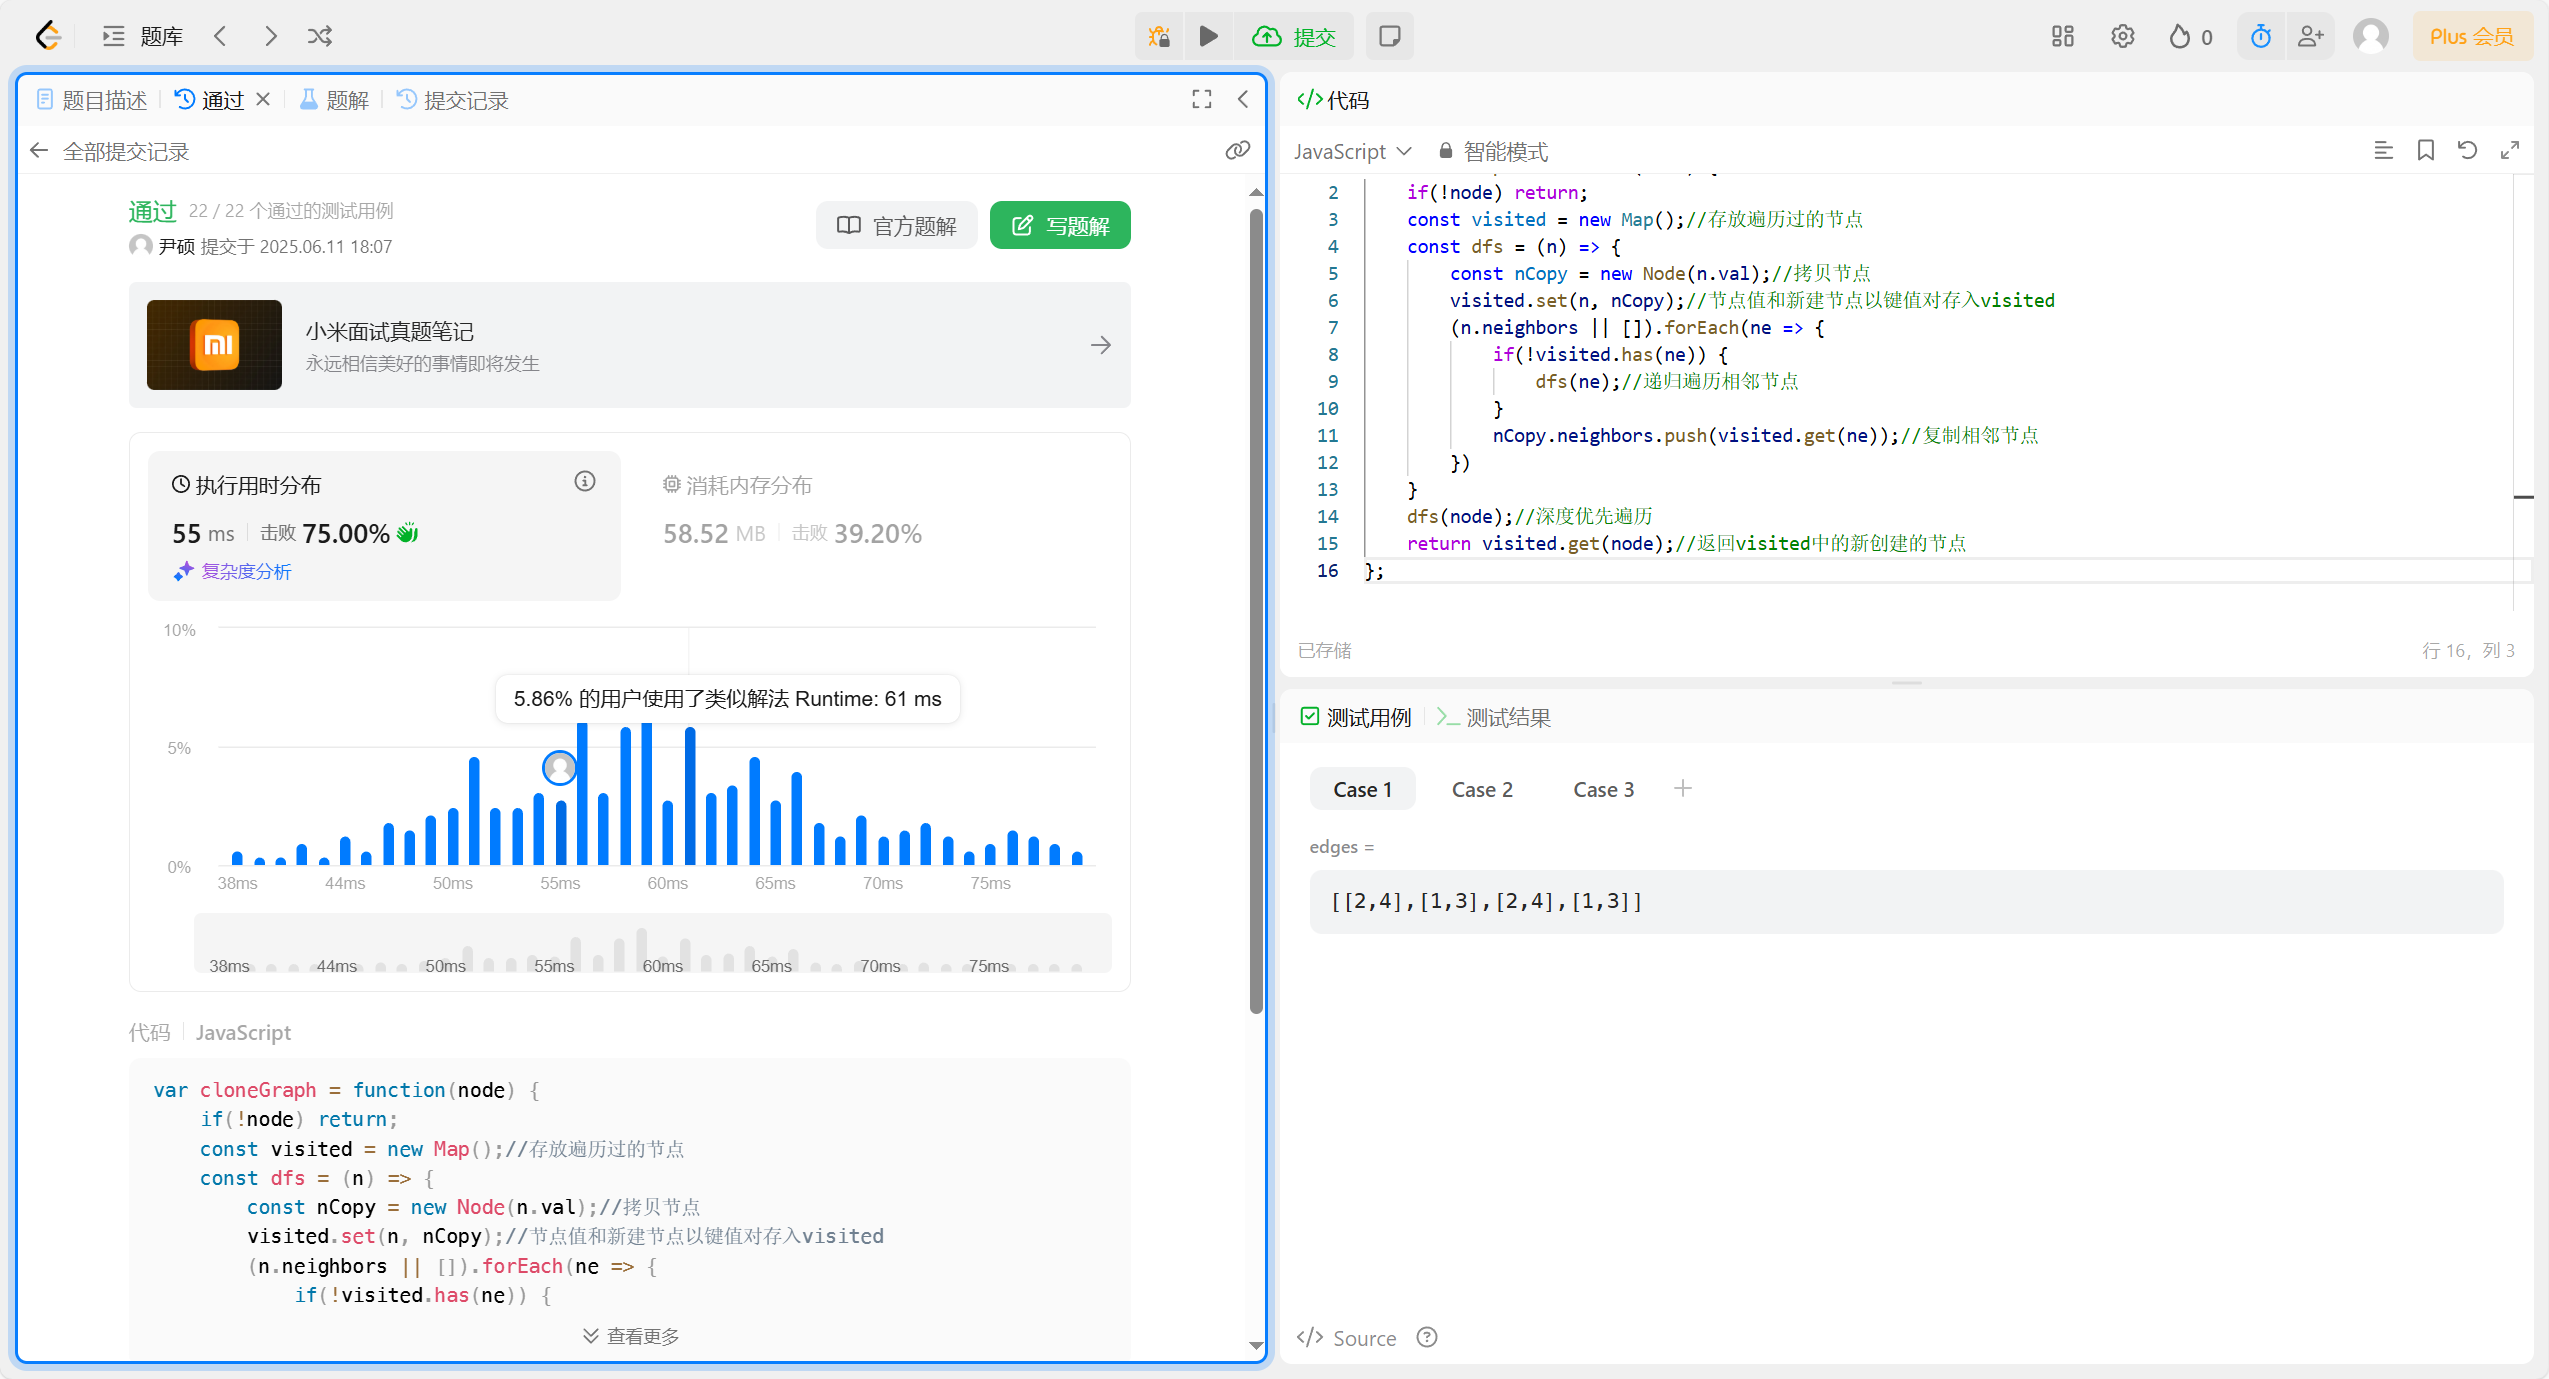 题库
提交
0
Plus 会员
题目描述
通过
题解
提交记录
全部提交记录
通过 22 / 22 个通过的测试用例
尹硕 提交于 2025.06.11 18:07
官方题解
写题解
小米面试真题笔记
永远相信美好的事情即将发生
执行用时分布
55 ms 击败 75.00%
复杂度分析
消耗内存分布
58.52 MB 击败 39.20%
10%
5.86% 的用户使用了类似解法 Runtime: 61 ms
5%
0%
38ms 44ms 50ms 55ms 60ms 65ms 70ms 75ms
38ms 44ms 50ms 55ms 60ms 65ms 70ms 75ms
代码 JavaScript
var cloneGraph = function(node) {
if(!node) return;
const visited = new Map();//存放遍历过的节点
const dfs = (n) => {
const nCopy = new Node(n.val);//拷贝节点
visited.set(n, nCopy);//节点值和新建节点以键值对存入visited
(n.neighbors || []).forEach(ne => {
if(!visited.has(ne)) {
查看更多
代码
JavaScript 智能模式
2 if(!node) return;
3 const visited = new Map();//存放遍历过的节点
4 const dfs = (n) => {
5 const nCopy = new Node(n.val);//拷贝节点
6 visited.set(n, nCopy);//节点值和新建节点以键值对存入visited
7 (n.neighbors || []).forEach(ne => {
8 if(!visited.has(ne)) {
9 dfs(ne);//递归遍历相邻节点
10 }
11 nCopy.neighbors.push(visited.get(ne));//复制相邻节点
12 })
13 }
14 dfs(node);//深度优先遍历
15 return visited.get(node);//返回visited中的新创建的节点
16 };
已存储
行 16，列 3
测试用例
测试结果
Case 1
Case 2
Case 3
edges =
[[2,4],[1,3],[2,4],[1,3]]
Source